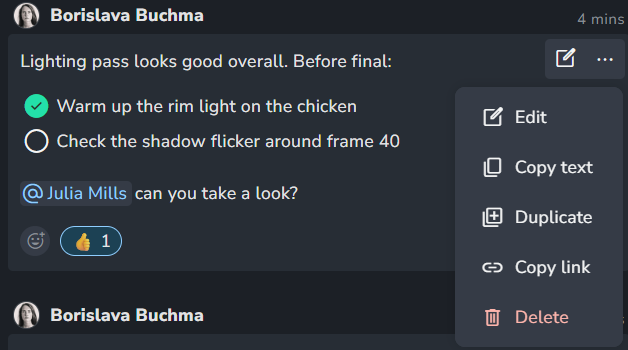 Borislava Buchma
4 mins
Lighting pass looks good overall. Before final:
Warm up the rim light on the chicken
Check the shadow flicker around frame 40
@ Julia Mills can you take a look?
👍 1
Edit
Copy text
Duplicate
Copy link
Delete
Borislava Buchma